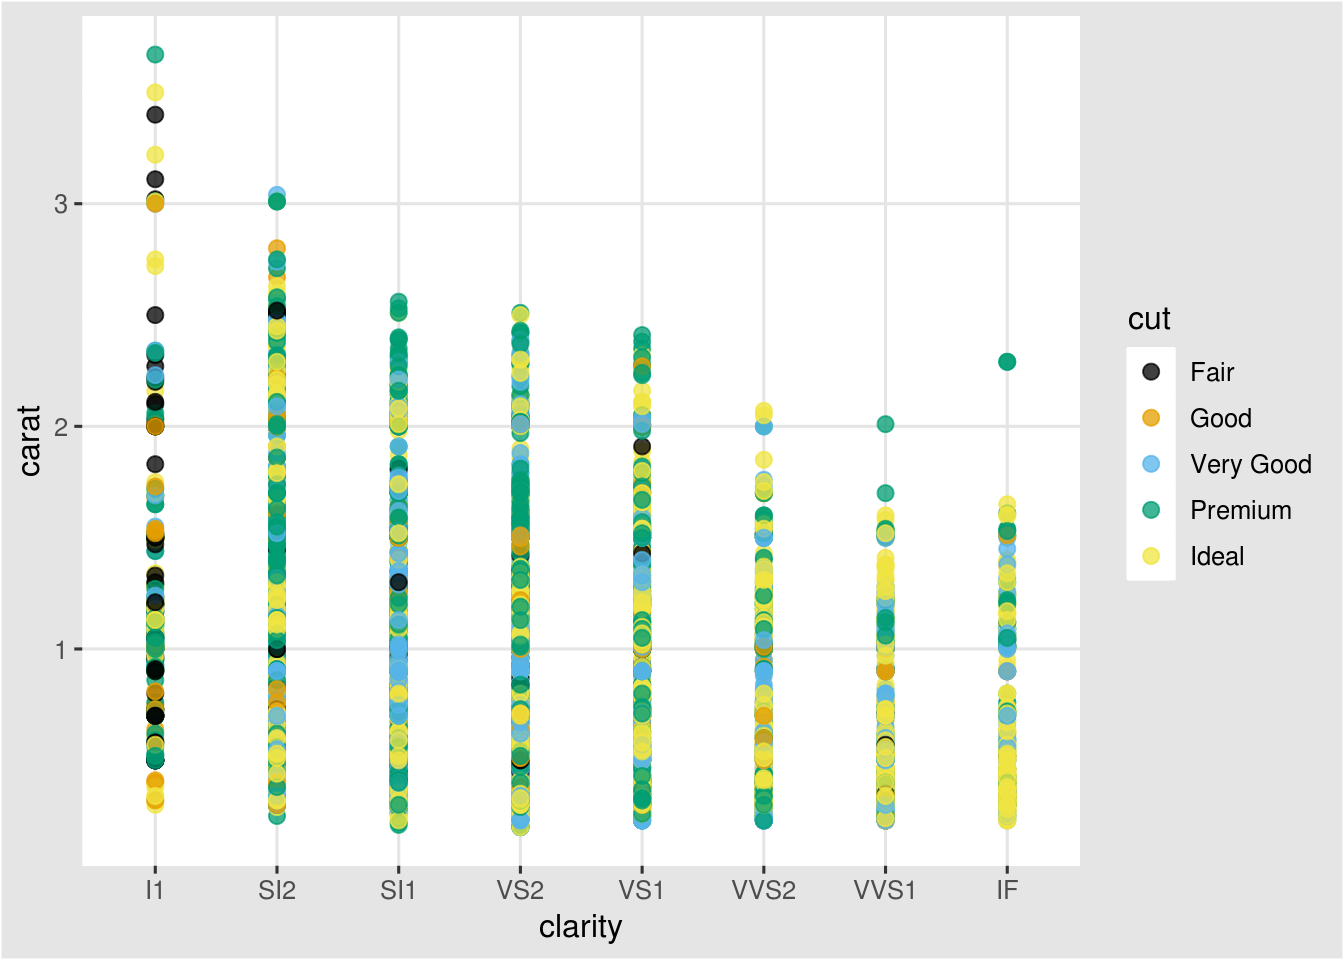 carat
3
2
1
I1 SI2 SI1 VS2 VS1 VVS2 VVS1 IF
clarity
cut
Fair
Good
Very Good
Premium
Ideal